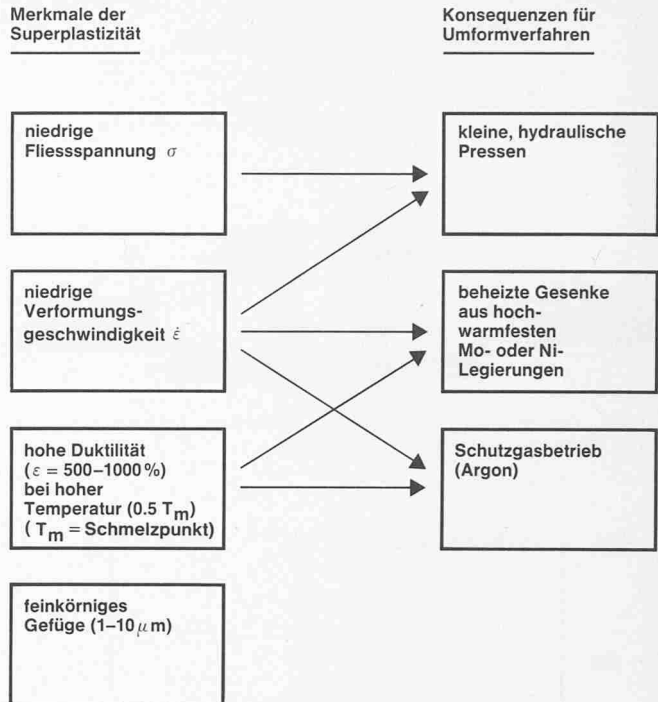 Merkmale der
Superplastizität
niedrige
Fliessspannung σ
niedrige
Verformungs-
geschwindigkeit ε̇
hohe Duktilität
(ε = 500–1000 %)
bei hoher
Temperatur (0.5 Tm)
( Tm = Schmelzpunkt)
feinkörniges
Gefüge (1–10 μm)
Konsequenzen für
Umformverfahren
kleine, hydraulische
Pressen
beheizte Gesenke
aus hoch-
warmfesten
Mo- oder Ni-
Legierungen
Schutzgasbetrieb
(Argon)